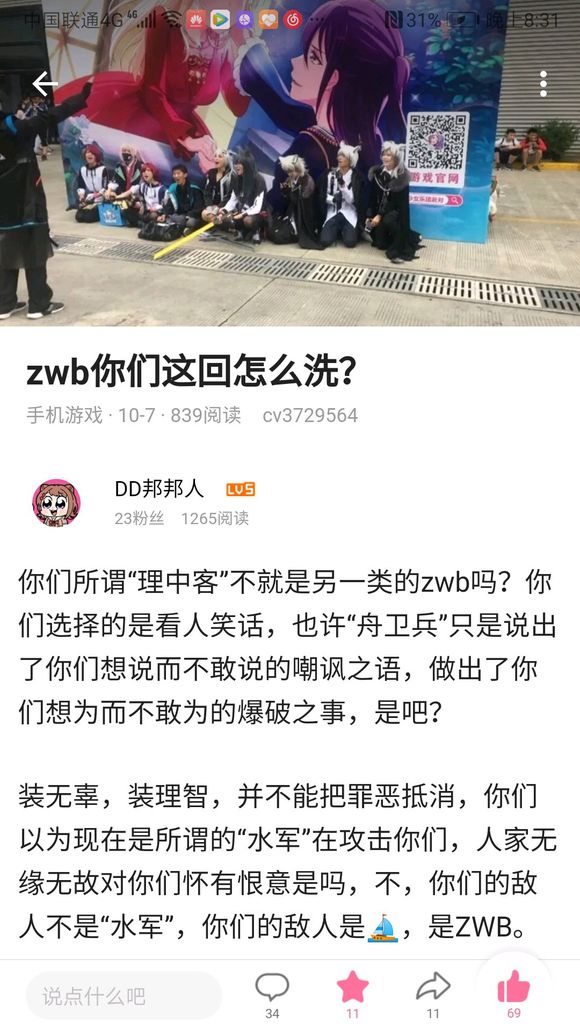 中国联通4G 4G 31% 晚上8:31
游戏官网
zwb你们这回怎么洗？
手机游戏 · 10-7 · 839阅读 cv3729564
DD邦邦人 LV5
23粉丝 1265阅读
你们所谓“理中客”不就是另一类的zwb吗？你
们选择的是看人笑话，也许“舟卫兵”只是说出
了你们想说而不敢说的嘲讽之语，做出了你
们想为而不敢为的爆破之事，是吧？
装无辜，装理智，并不能把罪恶抵消，你们
以为现在是所谓的“水军”在攻击你们，人家无
缘无故对你们怀有恨意是吗，不，你们的敌
人不是“水军”，你们的敌人是⛵，是ZWB。
说点什么吧
34 11 11 69